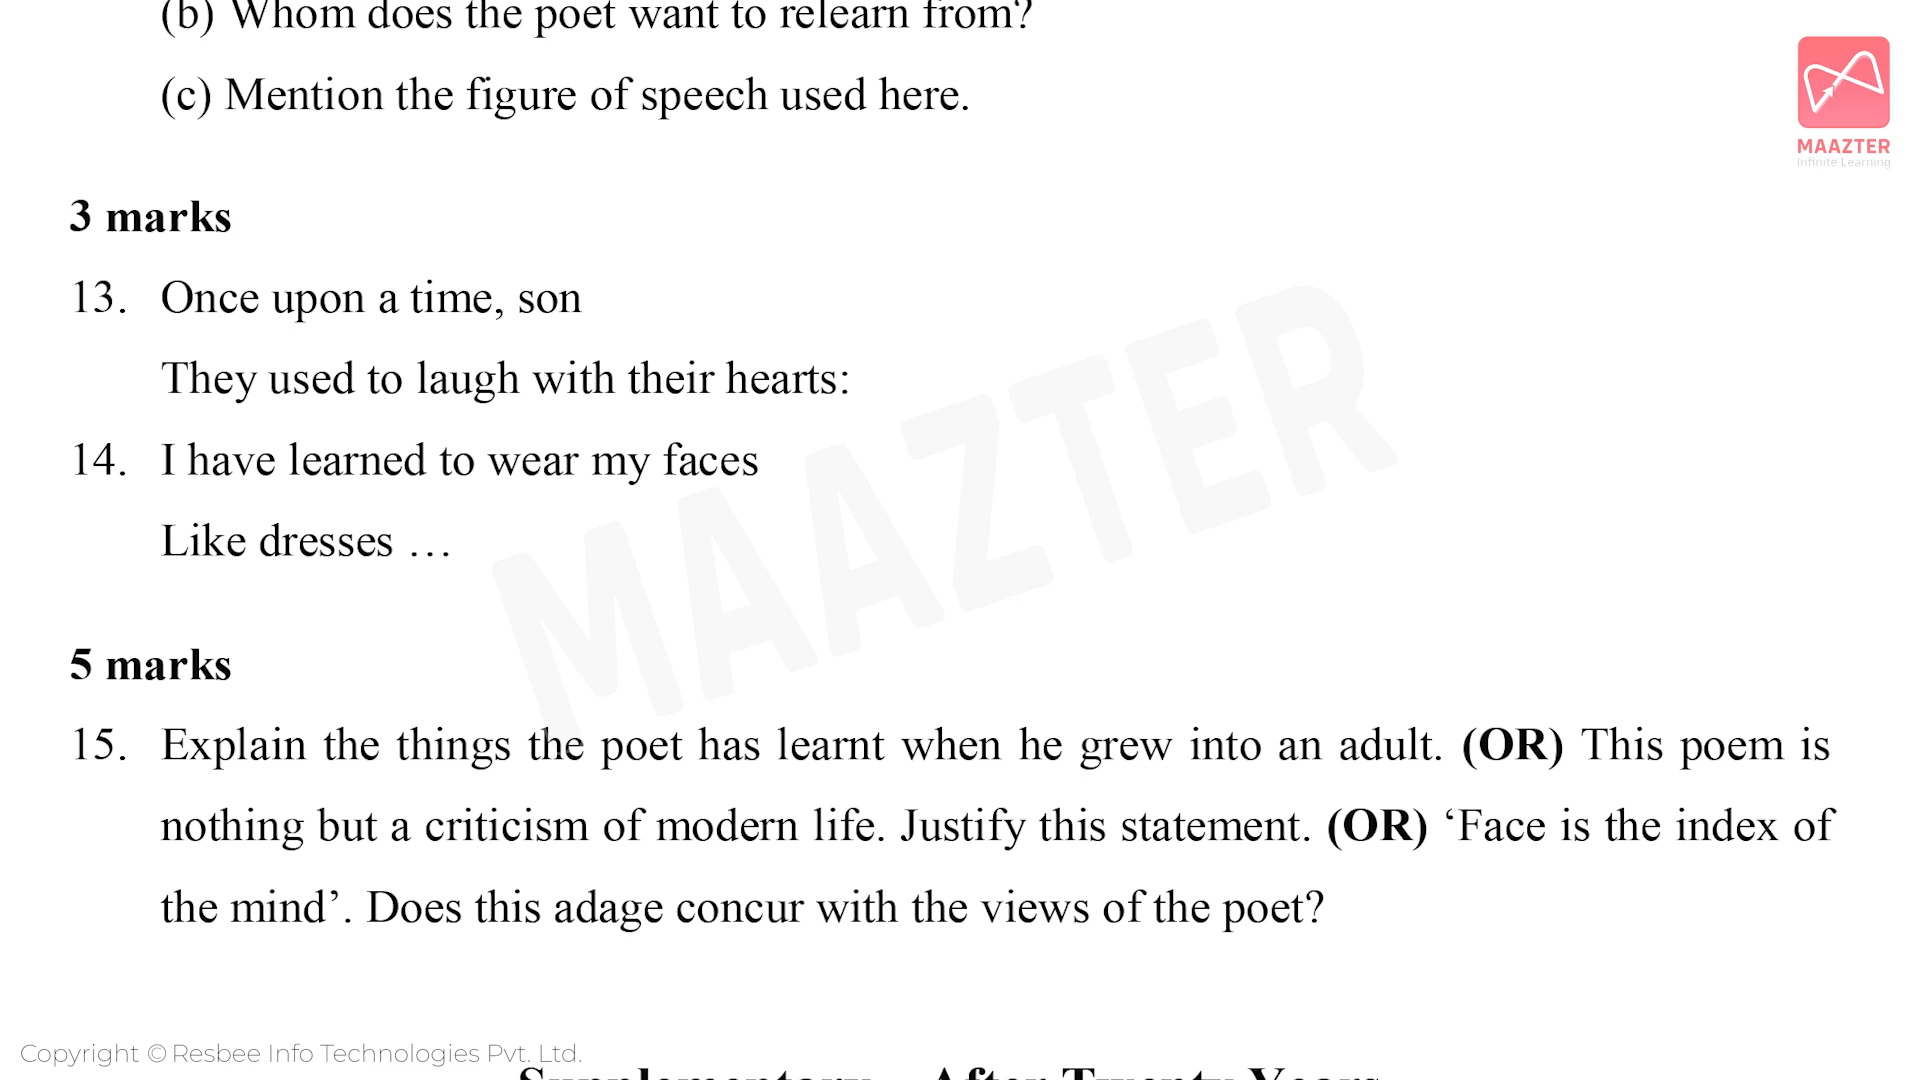 (b) Whom does the poet want to relearn from?
(c) Mention the figure of speech used here.
MAAZTER
Infinite Learning
3 marks
13. Once upon a time, son
They used to laugh with their hearts:
14. I have learned to wear my faces
Like dresses …
MAAZTER
5 marks
15. Explain the things the poet has learnt when he grew into an adult. (OR) This poem is
nothing but a criticism of modern life. Justify this statement. (OR) ‘Face is the index of
the mind’. Does this adage concur with the views of the poet?
Copyright © Resbee Info Technologies Pvt. Ltd.
Supplementary – After Twenty Years